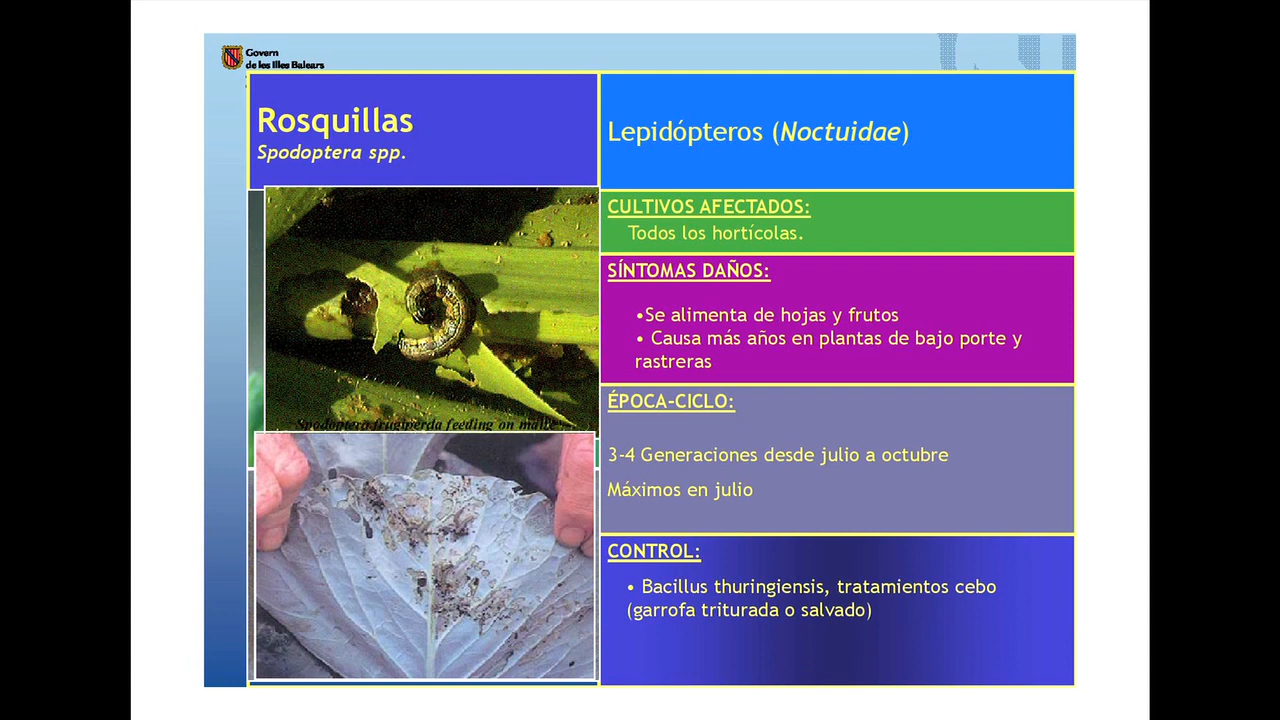 Govern
de les Illes Balears
Rosquillas
Spodoptera spp.
Lepidópteros (Noctuidae)
CULTIVOS AFECTADOS:
Todos los hortícolas.
SÍNTOMAS DAÑOS:
•Se alimenta de hojas y frutos
• Causa más años en plantas de bajo porte y
rastreras
ÉPOCA-CICLO:
3-4 Generaciones desde julio a octubre
Máximos en julio
CONTROL:
• Bacillus thuringiensis, tratamientos cebo
(garrofa triturada o salvado)
Spodoptera frugiperda feeding on